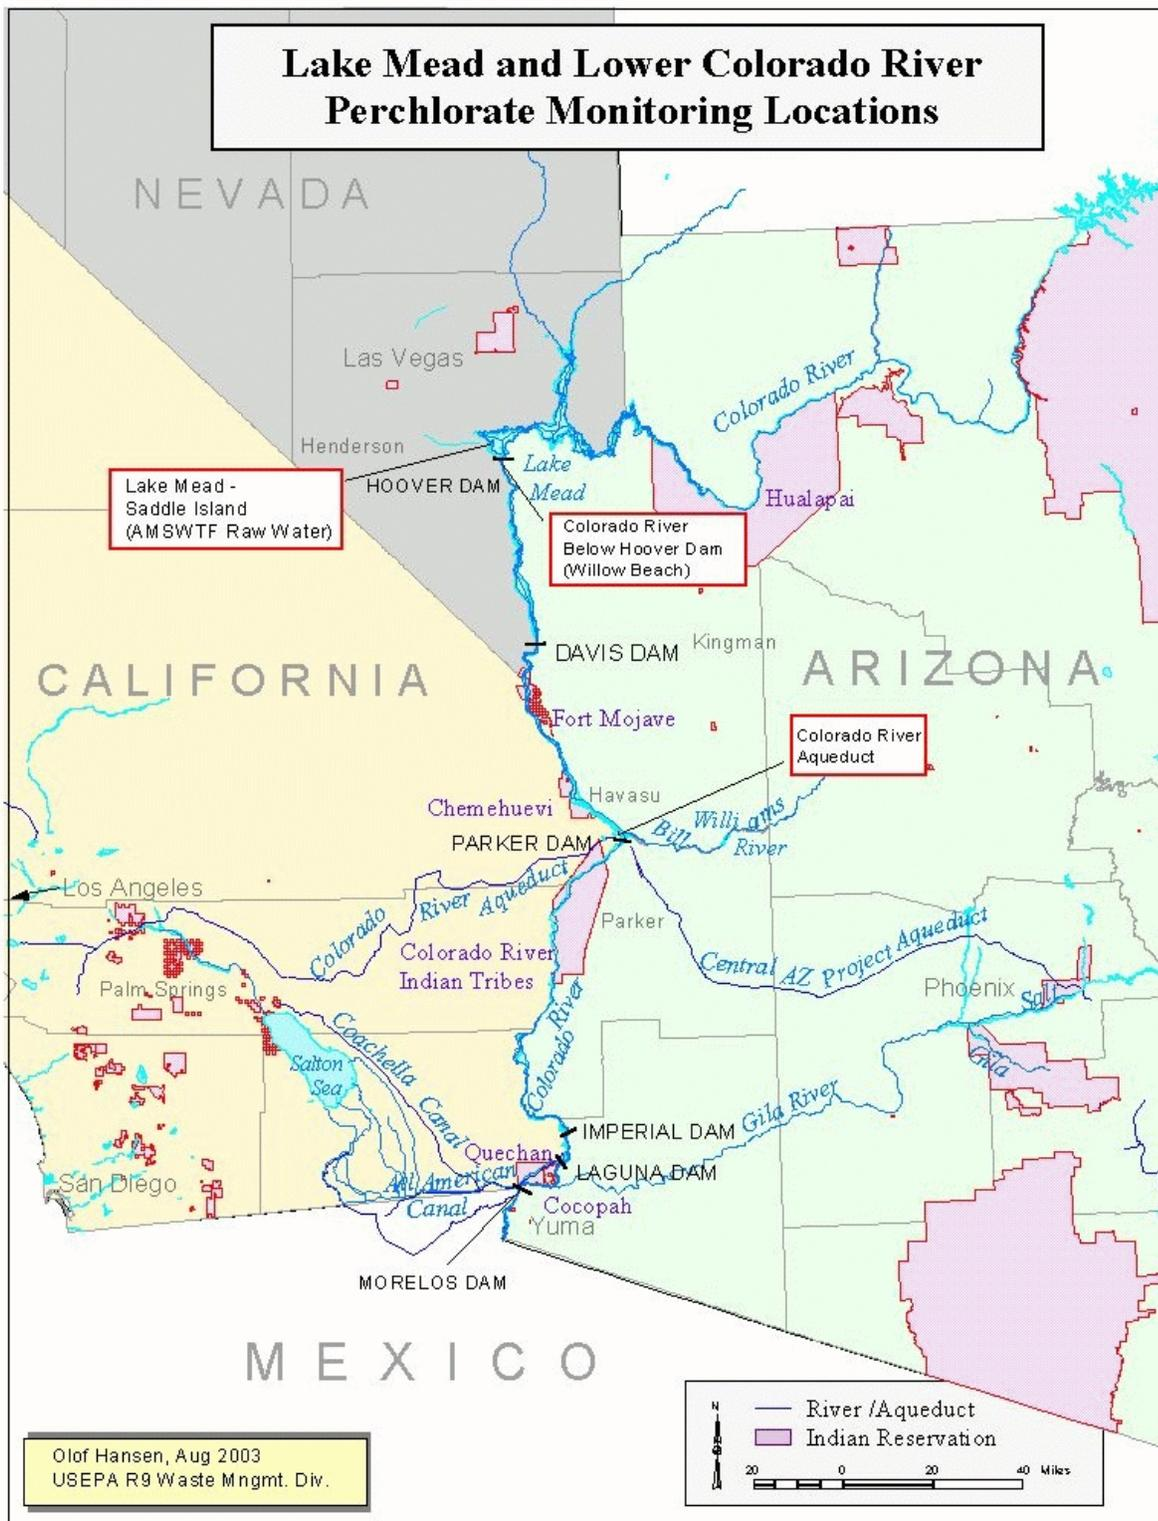 Lake Mead and Lower Colorado River
Perchlorate Monitoring Locations
NEVADA
Las Vegas
Colorado River
Henderson
Lake Mead -
Saddle Island
(AMSWTF Raw Water)
HOOVER DAM
Lake
Mead
Hualapai
Colorado River
Below Hoover Dam
(Willow Beach)
Kingman
DAVIS DAM
CALIFORNIA
ARIZONA
Fort Mojave
Colorado River
Aqueduct
Havasu
Chemehuevi
Bill Williams
River
PARKER DAM
Los Angeles
Colorado River Aqueduct
Parker
Colorado River
Indian Tribes
Central AZ Project Aqueduct
Palm Springs
Phoenix
Salt
Colorado River
Coachella Canal
Salton
Sea
Gila
Gila River
IMPERIAL DAM
Quechan
LAGUNA DAM
San Diego
All American
Canal
Cocopah
Yuma
MORELOS DAM
MEXICO
N
River /Aqueduct
Indian Reservation
20 0 20 40 Miles
Olof Hansen, Aug 2003
USEPA R9 Waste Mngmt. Div.